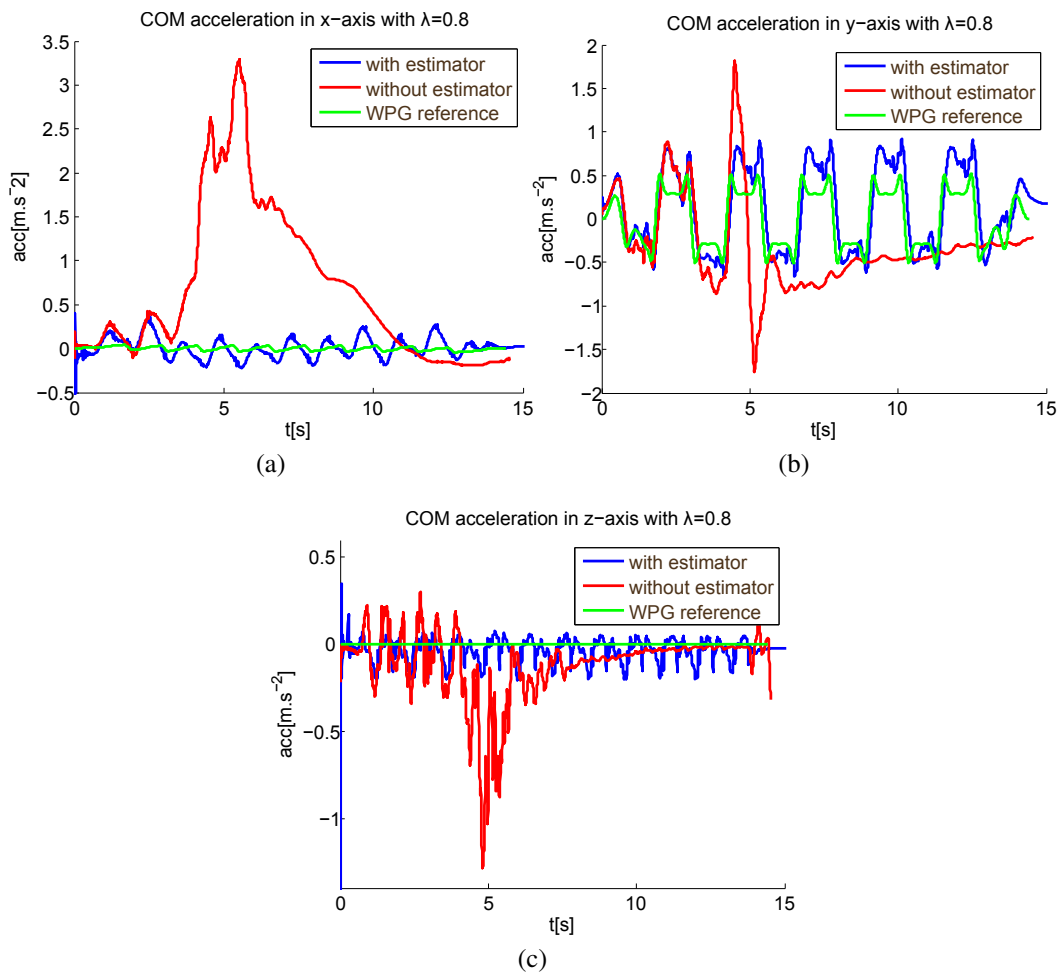 COM acceleration in x−axis with λ=0.8
acc[m.s⁻2]
3.5
3
2.5
2
1.5
1
0.5
0
−0.5
with estimator
without estimator
WPG reference
0 5 10 15
t[s]
(a)
COM acceleration in y−axis with λ=0.8
acc[m.s⁻²]
2
1.5
1
0.5
0
−0.5
−1
−1.5
−2
with estimator
without estimator
WPG reference
0 5 10 15
t[s]
(b)
COM acceleration in z−axis with λ=0.8
acc[m.s⁻²]
0.5
0
−0.5
−1
with estimator
without estimator
WPG reference
0 5 10 15
t[s]
(c)